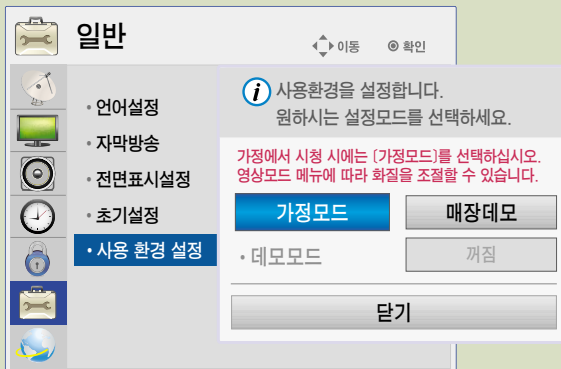 일반
이동 ◉ 확인
사용환경을 설정합니다.
원하시는 설정모드를 선택하세요.
• 언어설정
• 자막방송
• 전면표시설정
• 초기설정
• 사용 환경 설정
가정에서 시청 시에는 (가정모드)를 선택하십시오.
영상모드 메뉴에 따라 화질을 조절할 수 있습니다.
가정모드 매장데모
• 데모모드 꺼짐
닫기